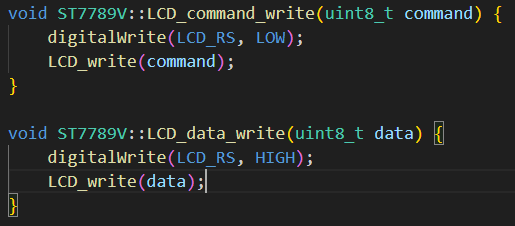 void ST7789V::LCD_command_write(uint8_t command) {
    digitalWrite(LCD_RS, LOW);
    LCD_write(command);
}

void ST7789V::LCD_data_write(uint8_t data) {
    digitalWrite(LCD_RS, HIGH);
    LCD_write(data);
}